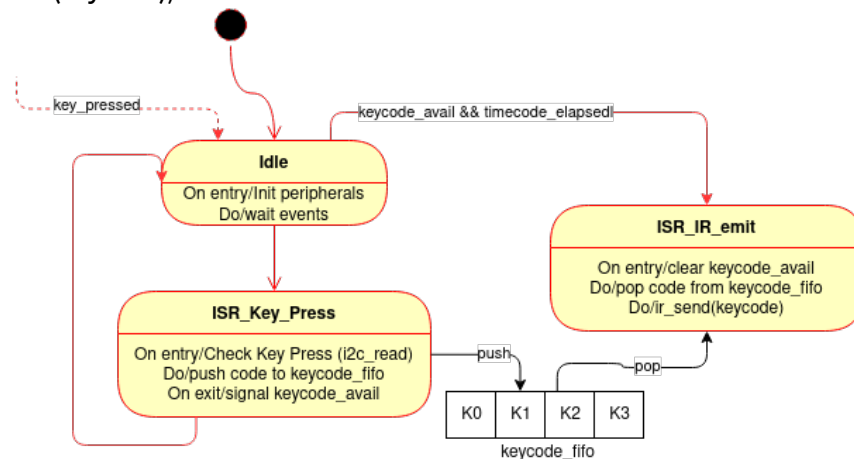 key_pressed
keycode_avail && timecode_elapsed
Idle
On entry/Init peripherals
Do/wait events
ISR_IR_emit
On entry/clear keycode_avail
Do/pop code from keycode_fifo
Do/ir_send(keycode)
ISR_Key_Press
On entry/Check Key Press (i2c_read)
Do/push code to keycode_fifo
On exit/signal keycode_avail
push
pop
K0 K1 K2 K3
keycode_fifo